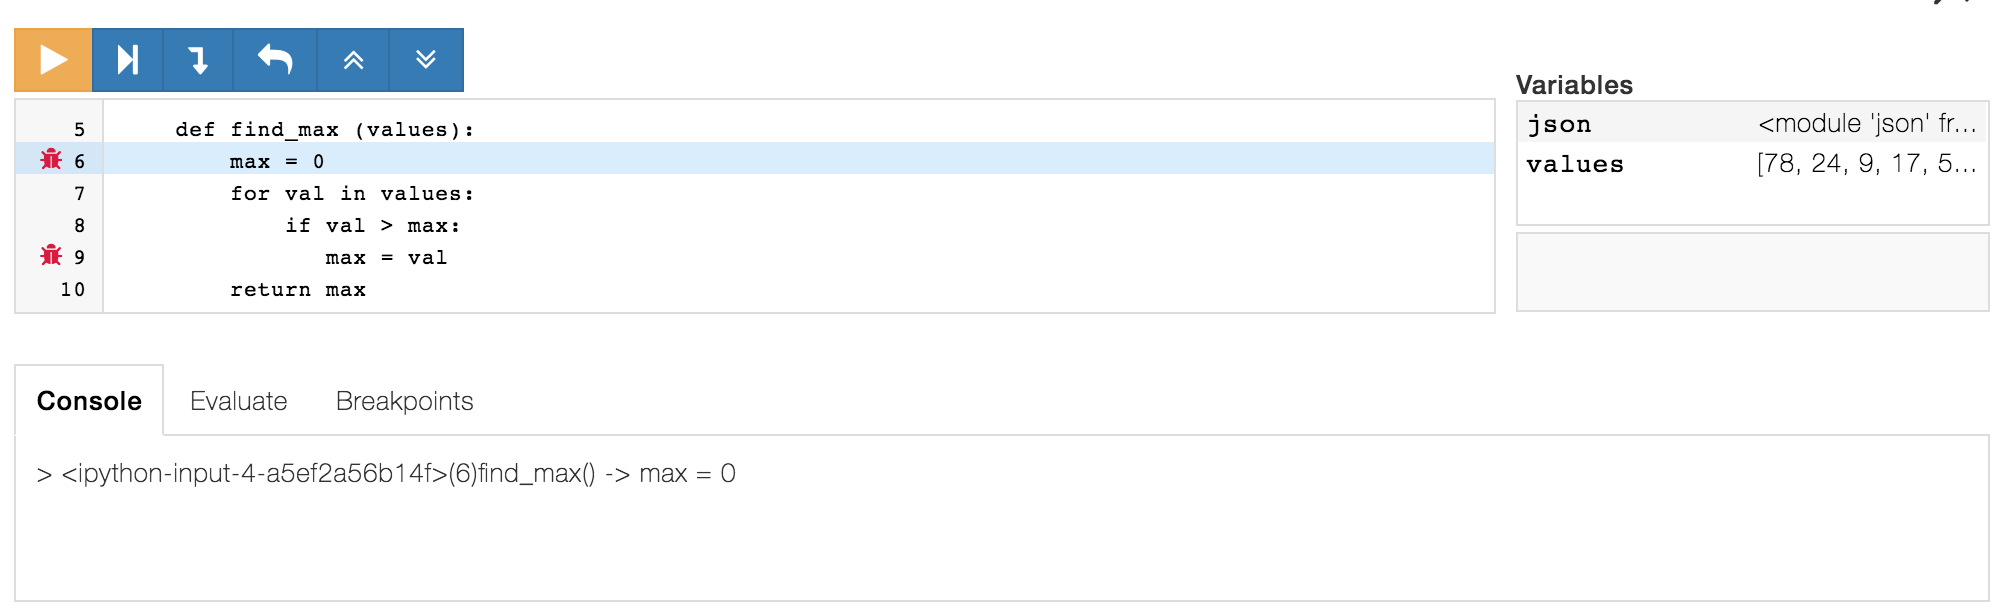 Variables
json <module 'json' fr...
values [78, 24, 9, 17, 5...
5 def find_max (values):
6 max = 0
7 for val in values:
8 if val > max:
9 max = val
10 return max
Console Evaluate Breakpoints
> <ipython-input-4-a5ef2a56b14f>(6)find_max() -> max = 0